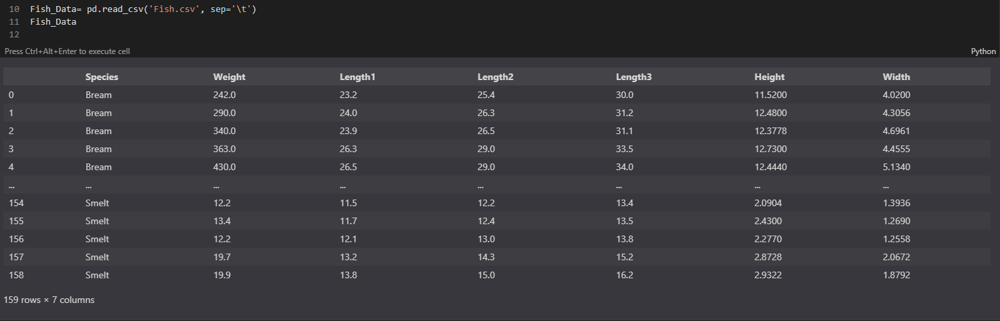 10 Fish_Data= pd.read_csv('Fish.csv', sep='\t')
11 Fish_Data
12
Press Ctrl+Alt+Enter to execute cell Python
Species Weight Length1 Length2 Length3 Height Width
0 Bream 242.0 23.2 25.4 30.0 11.5200 4.0200
1 Bream 290.0 24.0 26.3 31.2 12.4800 4.3056
2 Bream 340.0 23.9 26.5 31.1 12.3778 4.6961
3 Bream 363.0 26.3 29.0 33.5 12.7300 4.4555
4 Bream 430.0 26.5 29.0 34.0 12.4440 5.1340
... ... ... ... ... ... ... ...
154 Smelt 12.2 11.5 12.2 13.4 2.0904 1.3936
155 Smelt 13.4 11.7 12.4 13.5 2.4300 1.2690
156 Smelt 12.2 12.1 13.0 13.8 2.2770 1.2558
157 Smelt 19.7 13.2 14.3 15.2 2.8728 2.0672
158 Smelt 19.9 13.8 15.0 16.2 2.9322 1.8792
159 rows × 7 columns